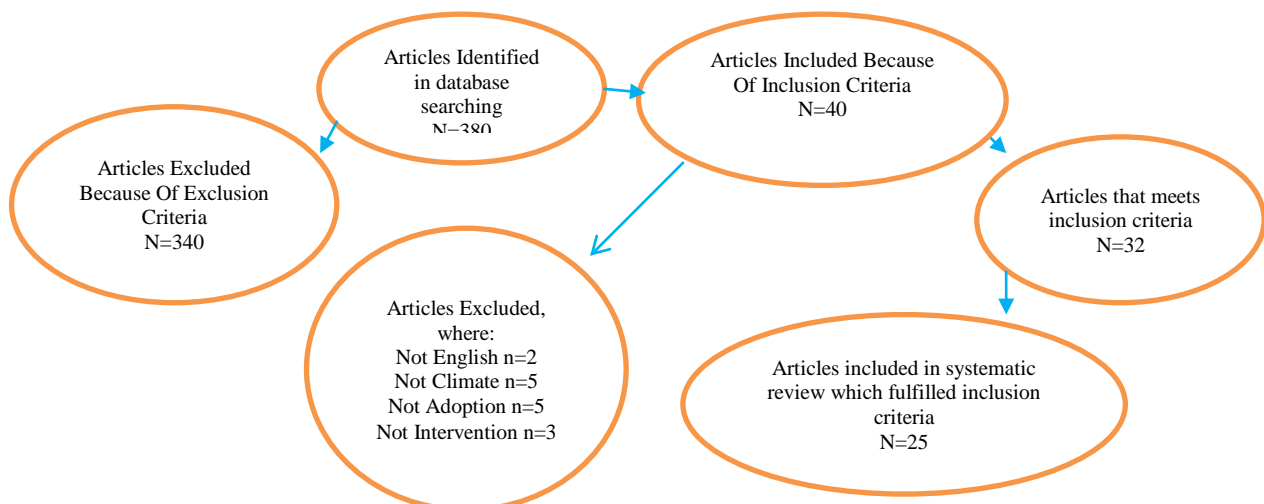 Articles Identified
in database
searching
N=380
Articles Included Because
Of Inclusion Criteria
N=40
Articles Excluded
Because Of Exclusion
Criteria
N=340
Articles that meets
inclusion criteria
N=32
Articles Excluded,
where:
Not English n=2
Not Climate n=5
Not Adoption n=5
Not Intervention n=3
Articles included in systematic
review which fulfilled inclusion
criteria
N=25